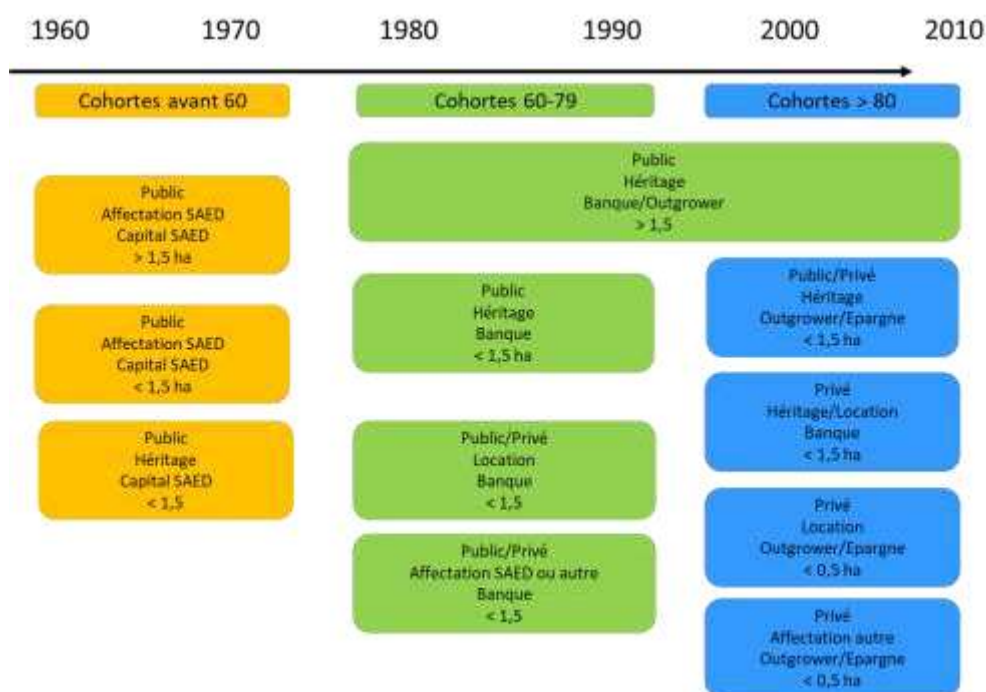 1960 1970 1980 1990 2000 2010
Cohortes avant 60
Cohortes 60-79
Cohortes > 80
Public
Affectation SAED
Capital SAED
> 1,5 ha
Public
Affectation SAED
Capital SAED
< 1,5 ha
Public
Héritage
Capital SAED
< 1,5
Public
Héritage
Banque/Outgrower
> 1,5
Public
Héritage
Banque
< 1,5 ha
Public/Privé
Location
Banque
< 1,5
Public/Privé
Affectation SAED ou autre
Banque
< 1,5
Public/Privé
Héritage
Outgrower/Epargne
< 1,5 ha
Privé
Héritage/Location
Banque
< 1,5 ha
Privé
Location
Outgrower/Epargne
< 0,5 ha
Privé
Affectation autre
Outgrower/Epargne
< 0,5 ha